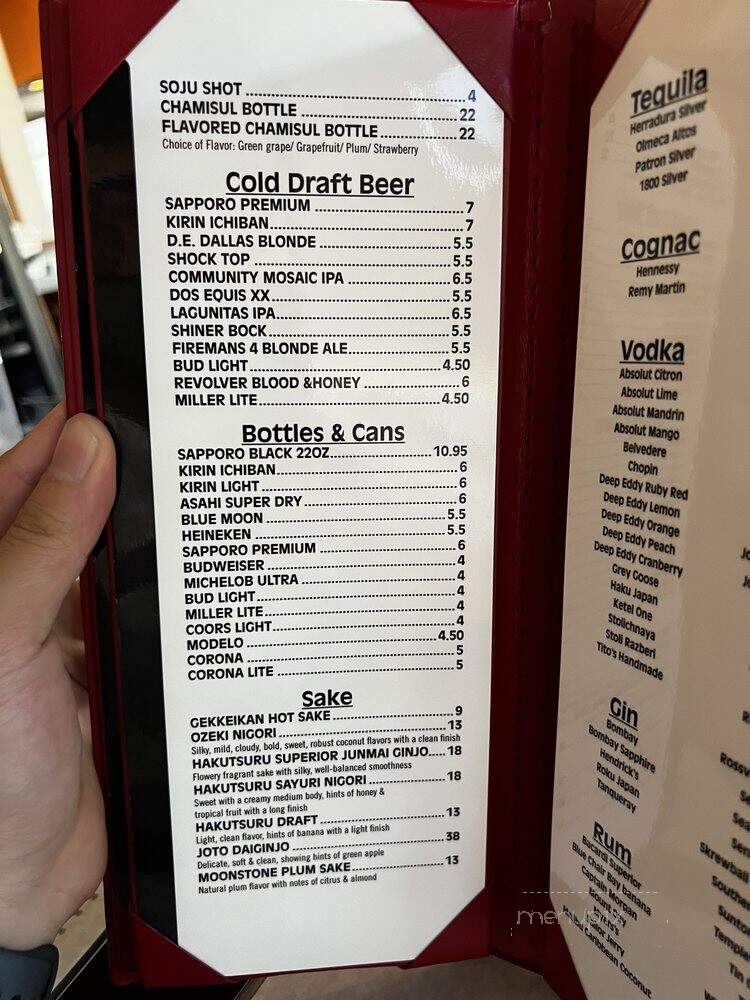 SOJU SHOT 4
CHAMISUL BOTTLE 22
FLAVORED CHAMISUL BOTTLE 22
Choice of Flavor: Green grape/ Grapefruit/ Plum/ Strawberry
Cold Draft Beer
SAPPORO PREMIUM 7
KIRIN ICHIBAN 7
D.E. DALLAS BLONDE 5.5
SHOCK TOP 5.5
COMMUNITY MOSAIC IPA 6.5
DOS EQUIS XX 5.5
LAGUNITAS IPA 6.5
SHINER BOCK 5.5
FIREMANS 4 BLONDE ALE 5.5
BUD LIGHT 4.50
REVOLVER BLOOD &HONEY 6
MILLER LITE 4.50
Bottles & Cans
SAPPORO BLACK 22OZ 10.95
KIRIN ICHIBAN 6
KIRIN LIGHT 6
ASAHI SUPER DRY 6
BLUE MOON 5.5
HEINEKEN 5.5
SAPPORO PREMIUM 6
BUDWEISER 4
MICHELOB ULTRA 4
BUD LIGHT 4
MILLER LITE 4
COORS LIGHT 4
MODELO 4.50
CORONA 5
CORONA LITE 5
Sake
GEKKEIKAN HOT SAKE 9
OZEKI NIGORI 13
Silky, mild, cloudy, bold, sweet, robust coconut flavors with a clean finish
HAKUTSURU SUPERIOR JUNMAI GINJO 18
Flowery fragrant sake with silky, well-balanced smoothness
HAKUTSURU SAYURI NIGORI 18
Sweet with a creamy medium body, hints of honey &
tropical fruit with a long finish
HAKUTSURU DRAFT 13
Light, clean flavor, hints of banana with a light finish
JOTO DAIGINJO 38
Delicate, soft & clean, showing hints of green apple
MOONSTONE PLUM SAKE 13
Natural plum flavor with notes of citrus & almond
Tequila
Herradura Silver
Olmeca Altos
Patron Silver
1800 Silver
Cognac
Hennessy
Remy Martin
Vodka
Absolut Citron
Absolut Lime
Absolut Mandrin
Absolut Mango
Belvedere
Chopin
Deep Eddy Ruby Red
Deep Eddy Lemon
Deep Eddy Orange
Deep Eddy Peach
Deep Eddy Cranberry
Grey Goose
Haku Japan
Ketel One
Stolichnaya
Stoli Razberi
Tito's Handmade
Gin
Bombay
Bombay Sapphire
Hendrick's
Roku Japan
Tanqueray
Rum
Bacardi Superior
Blue Chair Bay banana
Captain Morgan
Mount
Jerry
Caribbean coconut
Skrewball